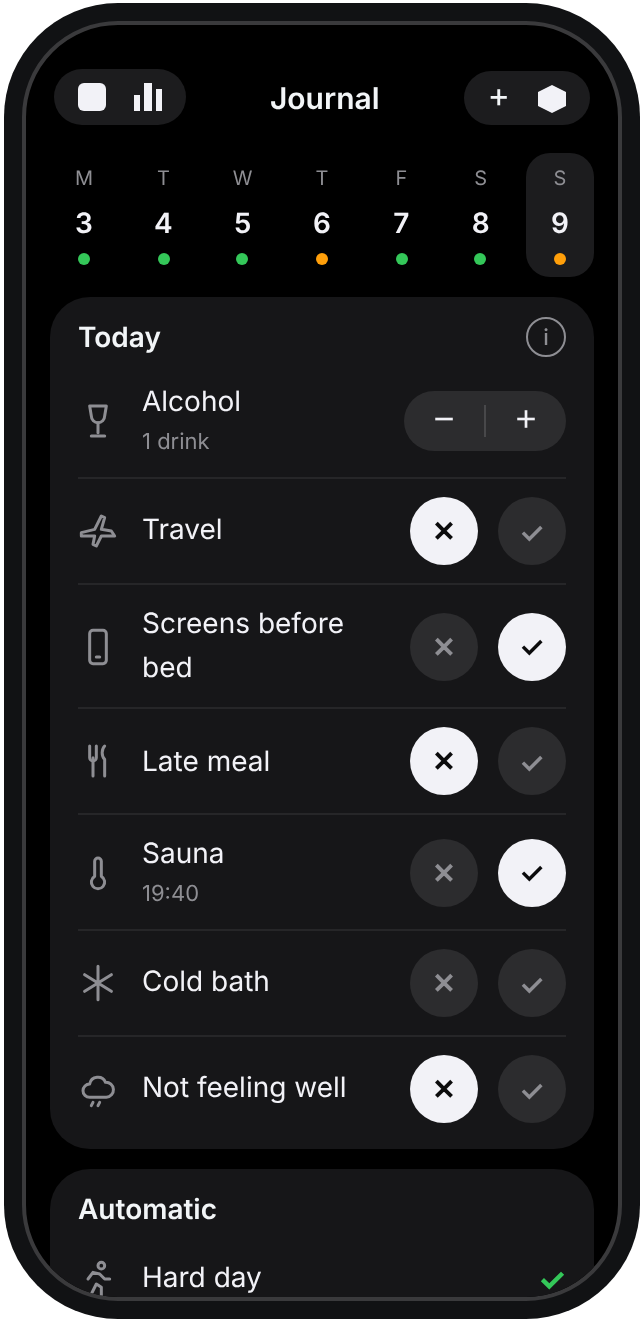 Journal +
M T W T F S S
3 4 5 6 7 8 9
Today i
Alcohol
1 drink
− +
Travel
Screens before
bed
Late meal
Sauna
19:40
Cold bath
Not feeling well
Automatic
Hard day